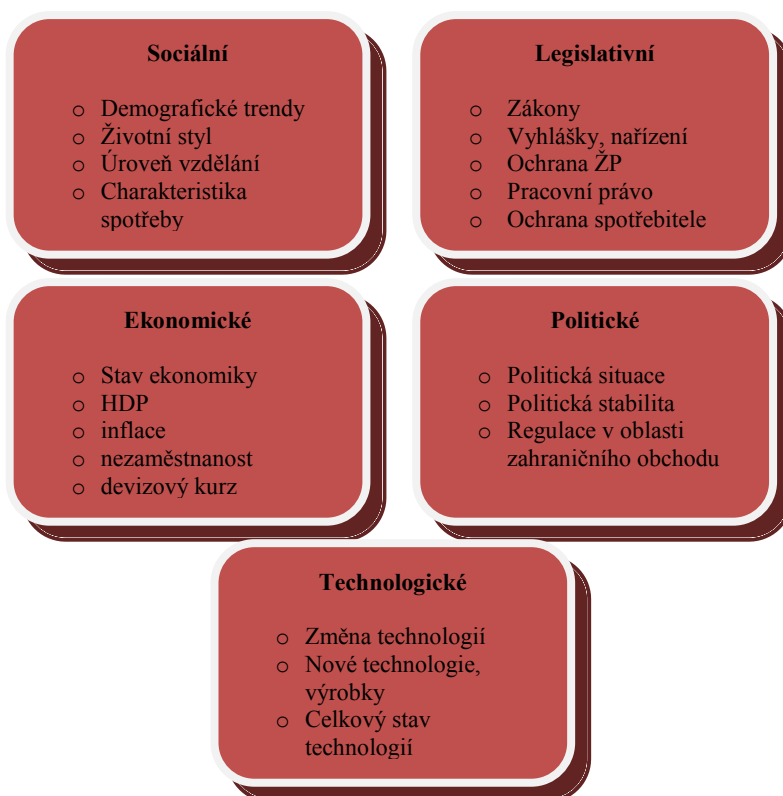 Sociální
o Demografické trendy
o Životní styl
o Úroveň vzdělání
o Charakteristika
spotřeby
Legislativní
o Zákony
o Vyhlášky, nařízení
o Ochrana ŽP
o Pracovní právo
o Ochrana spotřebitele
Ekonomické
o Stav ekonomiky
o HDP
o inflace
o nezaměstnanost
o devizový kurz
Politické
o Politická situace
o Politická stabilita
o Regulace v oblasti
zahraničního obchodu
Technologické
o Změna technologií
o Nové technologie,
výrobky
o Celkový stav
technologií